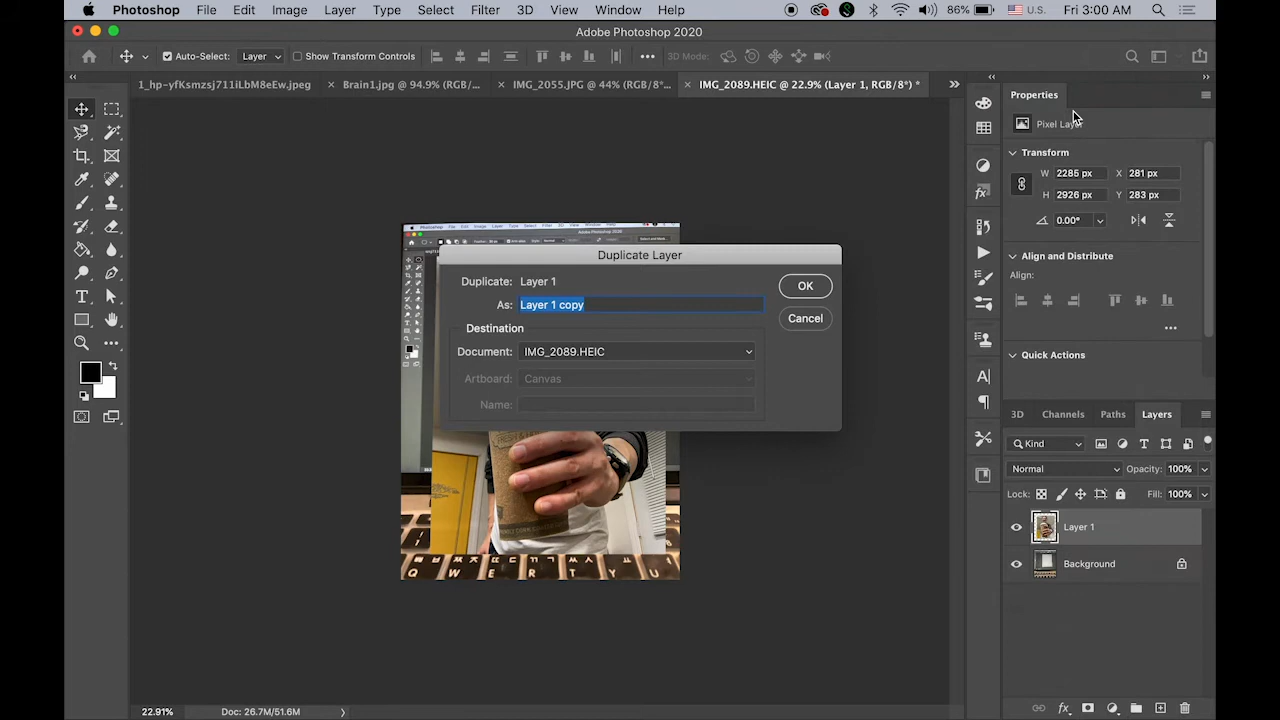 Photoshop File Edit Image Layer Type Select Filter 3D View Window Help 86% U.S. Fri 3:00 AM
Adobe Photoshop 2020
Auto-Select: Layer Show Transform Controls 3D Mode:
1_hp-yfKsmzsj711iLbM8eEw.jpeg Brain1.jpg @ 94.9% (RGB/... IMG_2055.JPG @ 44% (RGB/8*... IMG_2089.HEIC @ 22.9% (Layer 1, RGB/8*) *
Properties
Pixel Layer
Transform
W 2285 px X 281 px
H 2926 px Y 283 px
0.00°
Align and Distribute
Align:
Quick Actions
Duplicate Layer
Duplicate: Layer 1
As: Layer 1 copy
Destination
Document: IMG_2089.HEIC
Artboard: Canvas
Name:
OK
Cancel
3D Channels Paths Layers
Kind
Normal Opacity: 100%
Lock: Fill: 100%
Layer 1
Background
Q W E R T Y U
22.91% Doc: 26.7M/51.6M